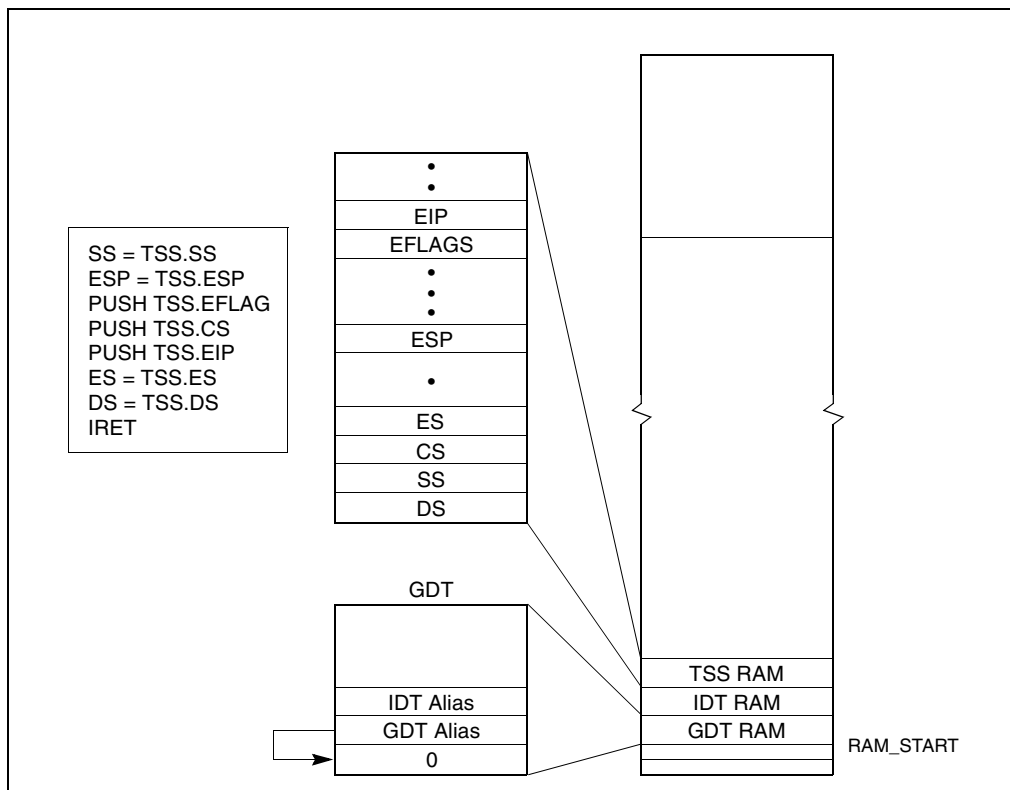 SS = TSS.SS
ESP = TSS.ESP
PUSH TSS.EFLAG
PUSH TSS.CS
PUSH TSS.EIP
ES = TSS.ES
DS = TSS.DS
IRET
EIP
EFLAGS
ESP
ES
CS
SS
DS
GDT
IDT Alias
GDT Alias
0
TSS RAM
IDT RAM
GDT RAM
RAM_START